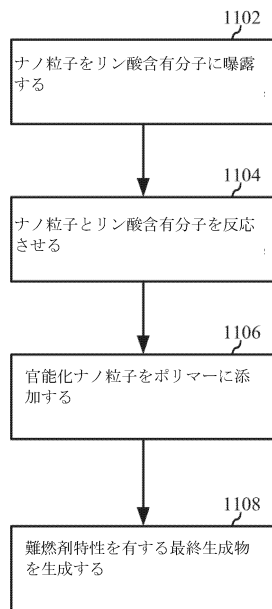 1102
ナノ粒子をリン酸含有分子に曝露
する
1104
ナノ粒子とリン酸含有分子を反応
させる
1106
官能化ナノ粒子をポリマーに添
加する
1108
難燃剤特性を有する最終生成物
を生成する